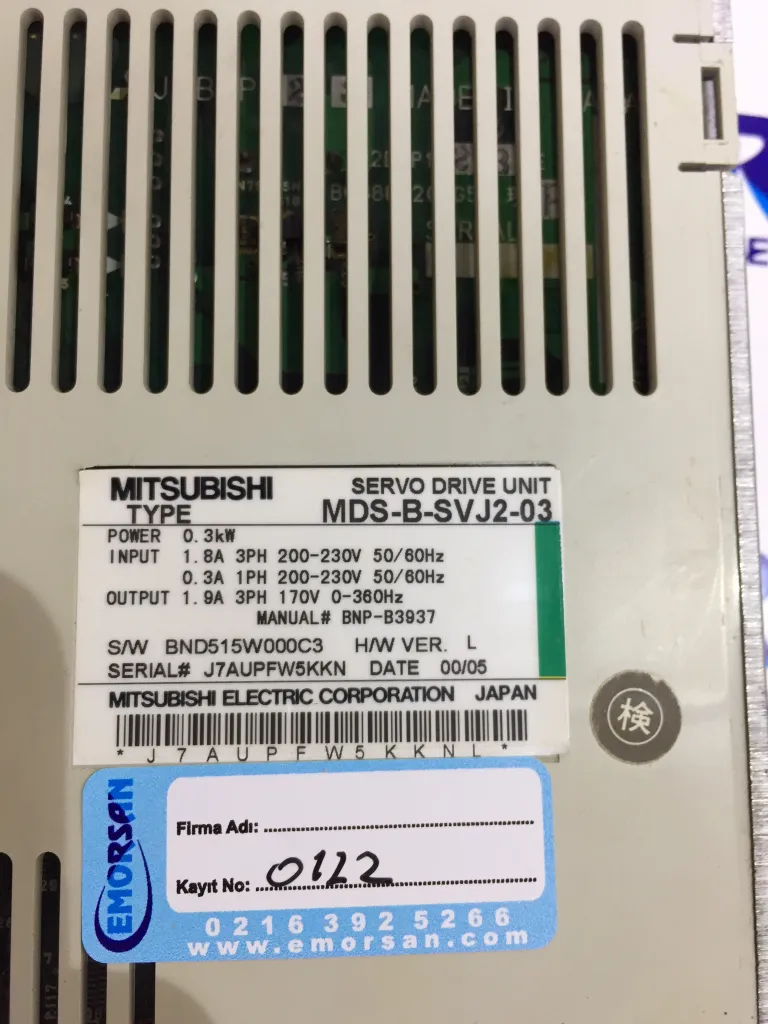 MITSUBISHI SERVO DRIVE UNIT
TYPE MDS-B-SVJ2-03
POWER 0.3kW
INPUT 1.8A 3PH 200-230V 50/60Hz
0.3A 1PH 200-230V 50/60Hz
OUTPUT 1.9A 3PH 170V 0-360Hz
MANUAL# BNP-B3937
S/W BND515W000C3 H/W VER. L
SERIAL# J7AUPFW5KKN DATE 00/05
MITSUBISHI ELECTRIC CORPORATION JAPAN
*J7AUPFW5KKNL*
検
EMORSAN
Firma Adı:
Kayıt No: 0122
0216 392 5266
www.emorsan.com